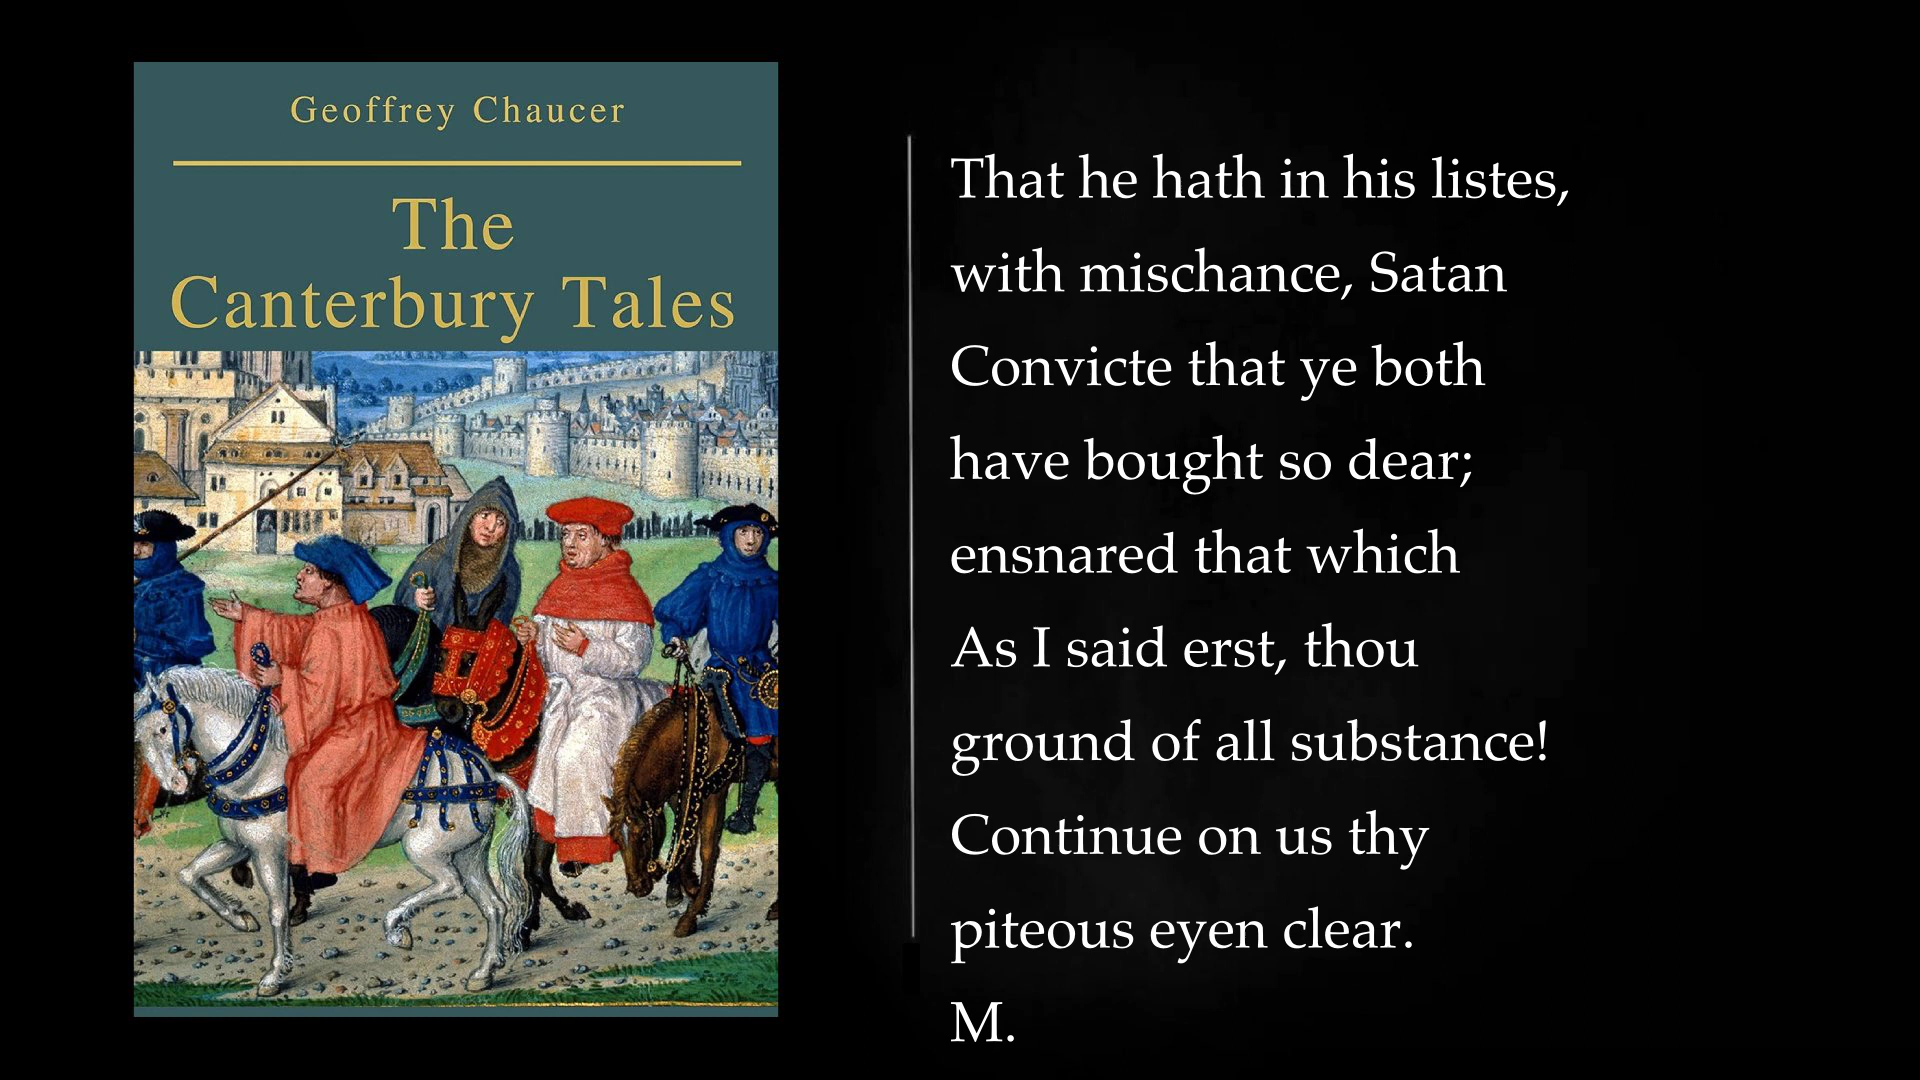 Geoffrey Chaucer
The
Canterbury Tales
That he hath in his listes,
with mischance, Satan
Convicte that ye both
have bought so dear;
ensnared that which
As I said erst, thou
ground of all substance!
Continue on us thy
piteous eyen clear.
M.